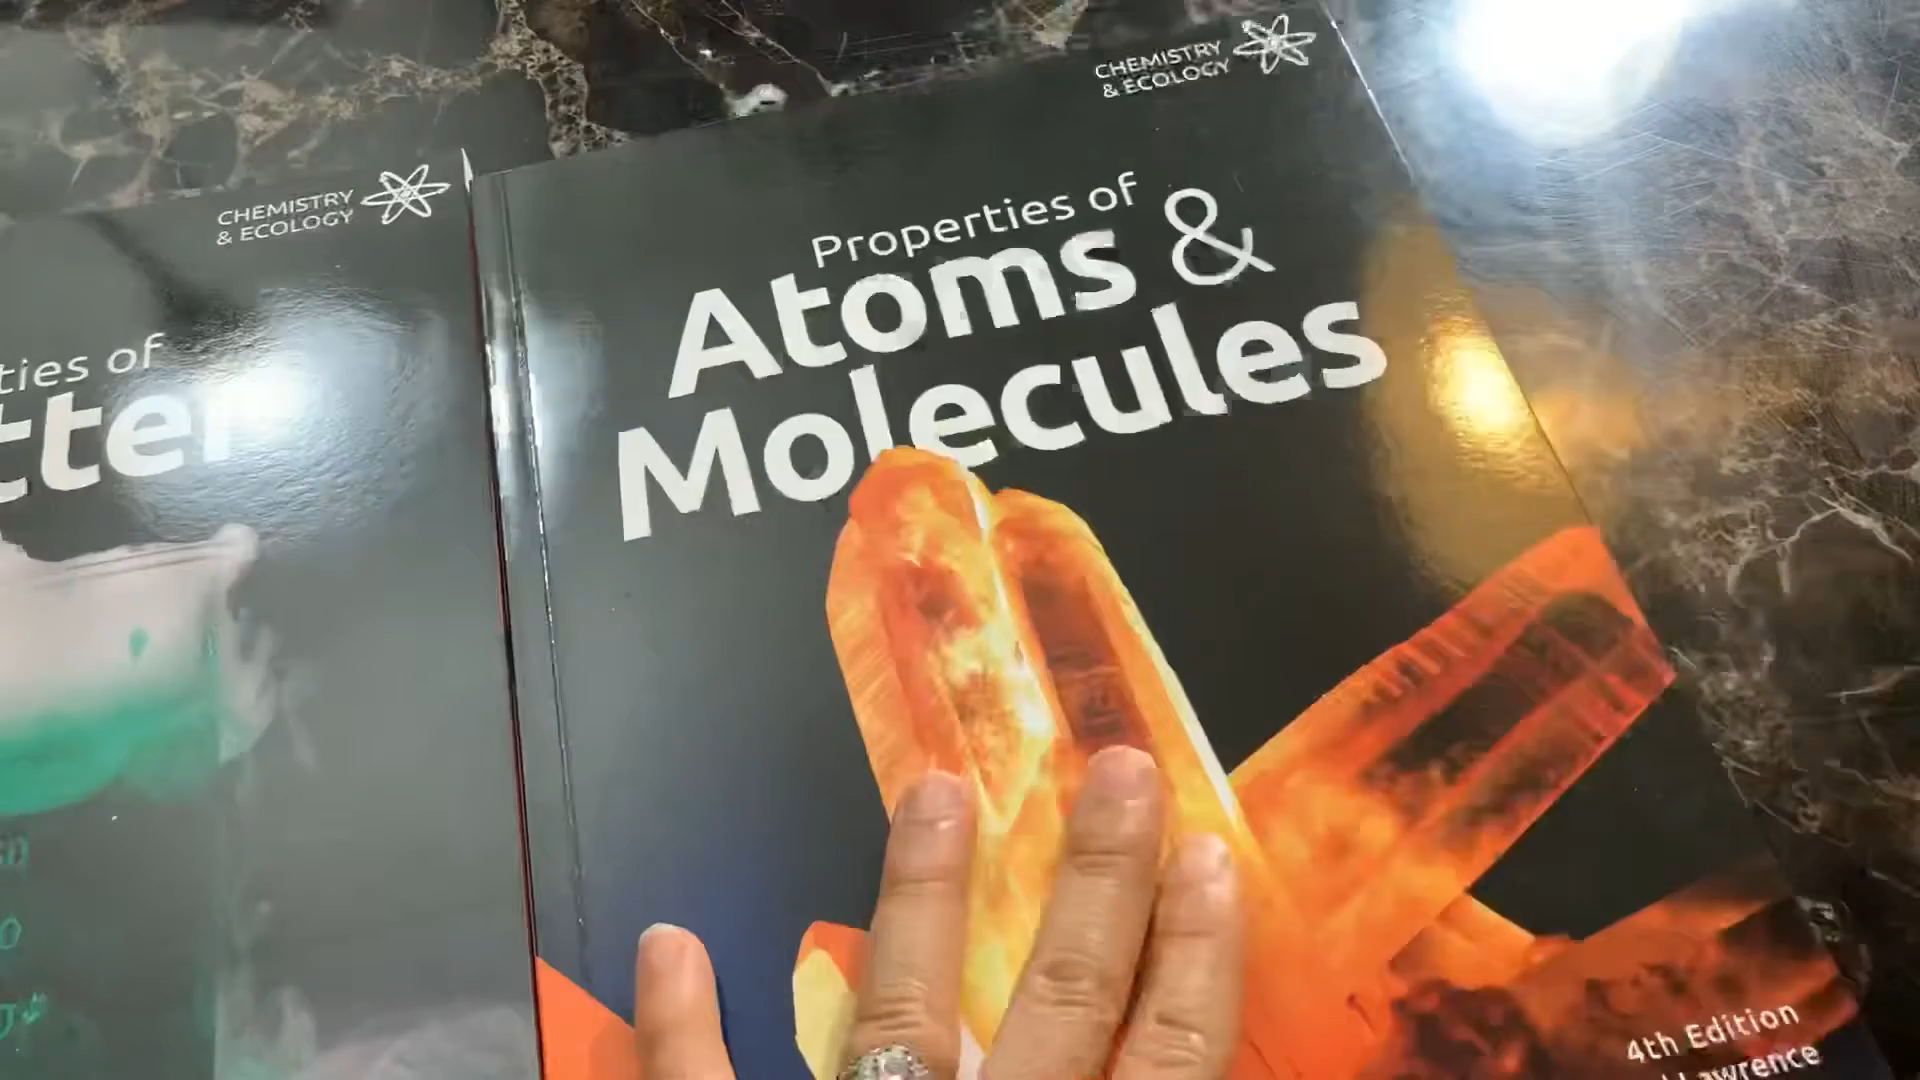 CHEMISTRY
& ECOLOGY
ties of
tter
CHEMISTRY
& ECOLOGY
Properties of
Atoms &
Molecules
4th Edition
Lawrence